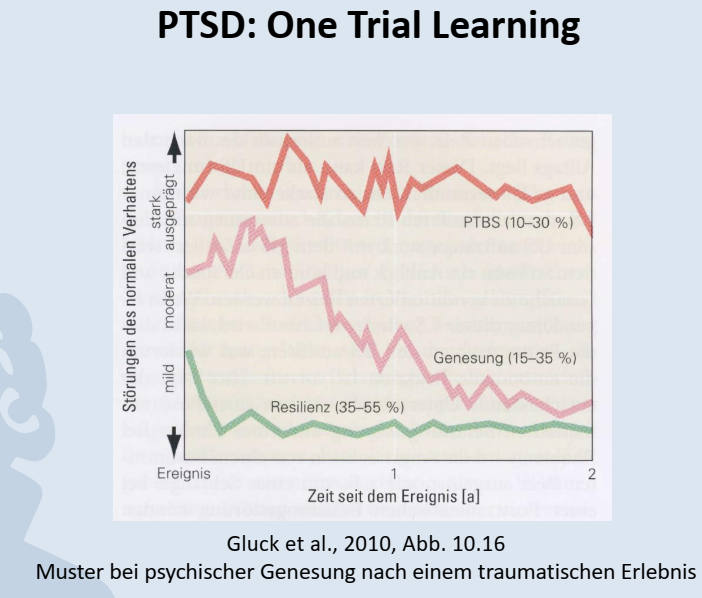 PTSD: One Trial Learning
Störungen des normalen Verhaltens
stark
ausgeprägt
moderat
mild
PTBS (10–30 %)
Genesung (15–35 %)
Resilienz (35–55 %)
Ereignis
1
2
Zeit seit dem Ereignis [a]
Gluck et al., 2010, Abb. 10.16
Muster bei psychischer Genesung nach einem traumatischen Erlebnis